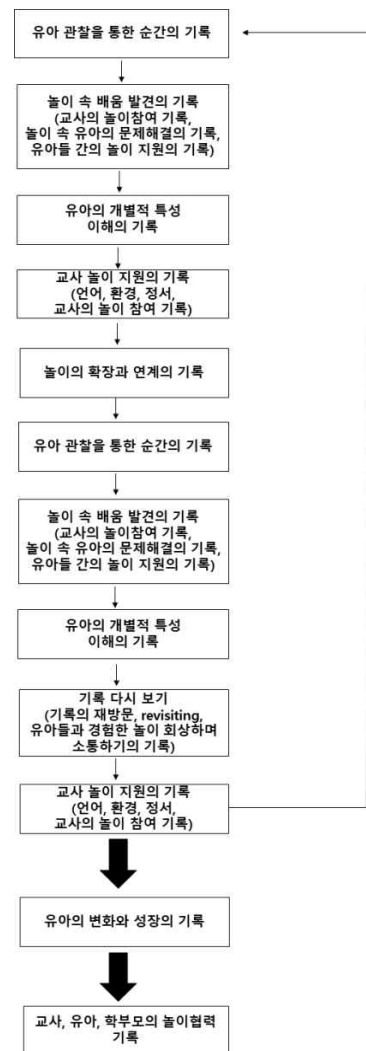 유아 관찰을 통한 순간의 기록
놀이 속 배움 발견의 기록
(교사의 놀이참여 기록,
놀이 속 유아의 문제해결의 기록,
유아들 간의 놀이 지원의 기록)
유아의 개별적 특성
이해의 기록
교사 놀이 지원의 기록
(언어, 환경, 정서,
교사의 놀이 참여 기록)
놀이의 확장과 연계의 기록
유아 관찰을 통한 순간의 기록
놀이 속 배움 발견의 기록
(교사의 놀이참여 기록,
놀이 속 유아의 문제해결의 기록,
유아들 간의 놀이 지원의 기록)
유아의 개별적 특성
이해의 기록
기록 다시 보기
(기록의 재방문, revisiting,
유아들과 경험한 놀이 회상하며
소통하기의 기록)
교사 놀이 지원의 기록
(언어, 환경, 정서,
교사의 놀이 참여 기록)
유아의 변화와 성장의 기록
교사, 유아, 학부모의 놀이협력
기록